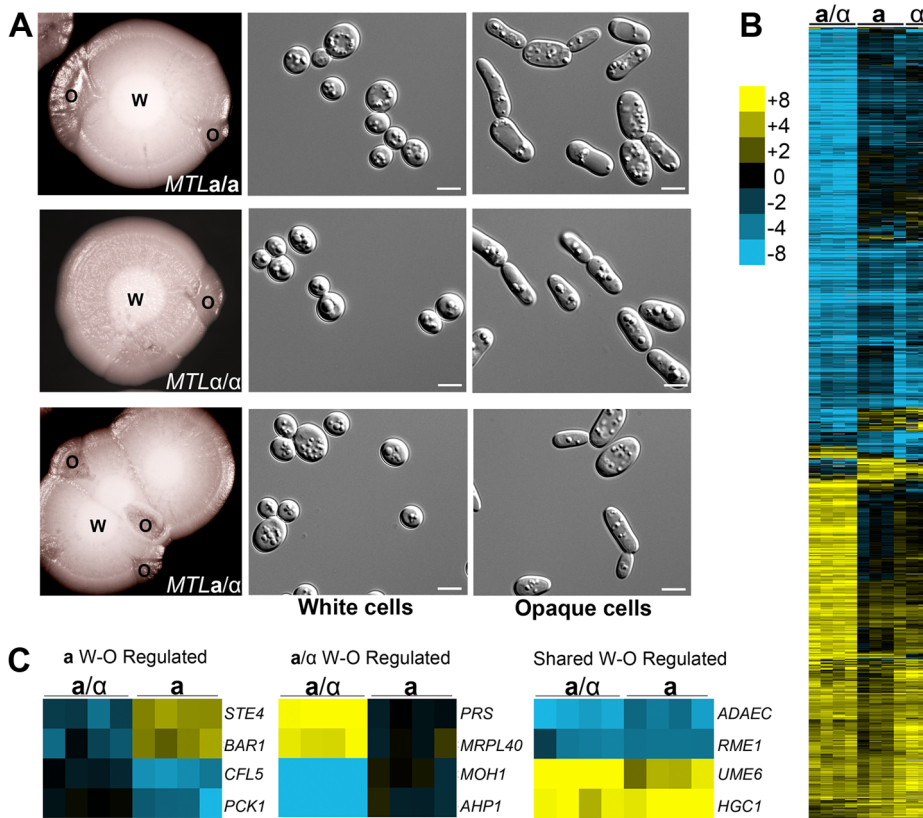 A
O
W
O
MTLa/a
W
O
MTLα/α
O
W
O
O
MTLa/α
White cells
Opaque cells
B
a/α a α
+8
+4
+2
0
-2
-4
-8
C
a W-O Regulated
a/α a
STE4
BAR1
CFL5
PCK1
a/α W-O Regulated
a/α a
PRS
MRPL40
MOH1
AHP1
Shared W-O Regulated
a/α a
ADAEC
RME1
UME6
HGC1